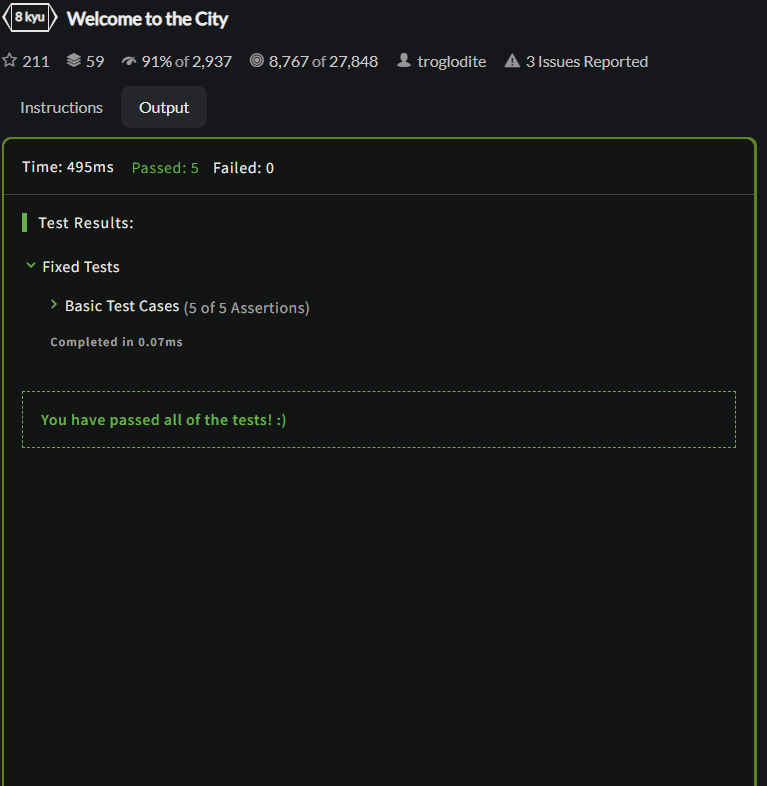 8 kyu Welcome to the City
211 59 91% of 2,937 8,767 of 27,848 troglodite 3 Issues Reported
Instructions Output
Time: 495ms Passed: 5 Failed: 0
Test Results:
Fixed Tests
Basic Test Cases (5 of 5 Assertions)
Completed in 0.07ms
You have passed all of the tests! :)